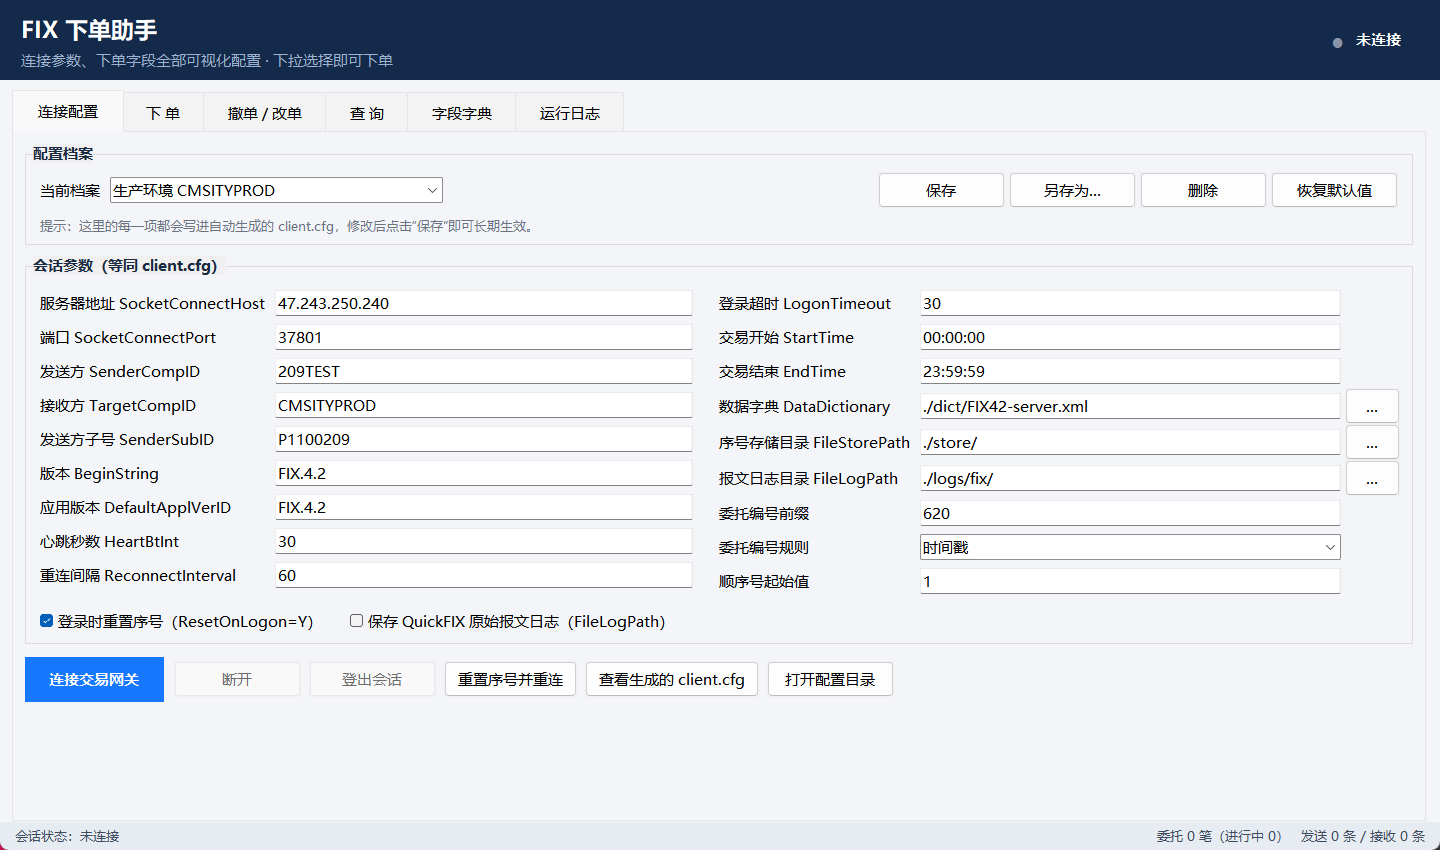 FIX 下单助手
连接参数、下单字段全部可视化配置 · 下拉选择即可下单
未连接
连接配置 下 单 撤单 / 改单 查 询 字段字典 运行日志
配置档案
当前档案 生产环境 CMSITYPROD 保存 另存为... 删除 恢复默认值
提示：这里的每一项都会写进自动生成的 client.cfg，修改后点击“保存”即可长期生效。
会话参数（等同 client.cfg）
服务器地址 SocketConnectHost 47.243.250.240
端口 SocketConnectPort 37801
发送方 SenderCompID 209TEST
接收方 TargetCompID CMSITYPROD
发送方子号 SenderSubID P1100209
版本 BeginString FIX.4.2
应用版本 DefaultApplVerID FIX.4.2
心跳秒数 HeartBtInt 30
重连间隔 ReconnectInterval 60
登录超时 LogonTimeout 30
交易开始 StartTime 00:00:00
交易结束 EndTime 23:59:59
数据字典 DataDictionary ./dict/FIX42-server.xml ...
序号存储目录 FileStorePath ./store/ ...
报文日志目录 FileLogPath ./logs/fix/ ...
委托编号前缀 620
委托编号规则 时间戳
顺序号起始值 1
登录时重置序号（ResetOnLogon=Y） 保存 QuickFIX 原始报文日志（FileLogPath）
连接交易网关 断开 登出会话 重置序号并重连 查看生成的 client.cfg 打开配置目录
会话状态：未连接 委托 0 笔（进行中 0） 发送 0 条 / 接收 0 条